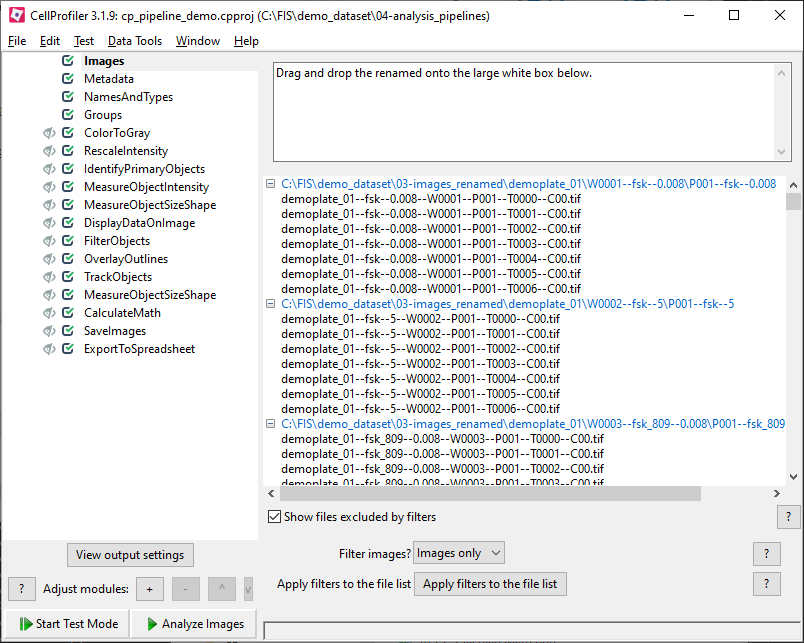 CellProfiler 3.1.9: cp_pipeline_demo.cpproj (C:\FIS\demo_dataset\04-analysis_pipelines)
File Edit Test Data Tools Window Help
Images
Metadata
NamesAndTypes
Groups
ColorToGray
RescaleIntensity
IdentifyPrimaryObjects
MeasureObjectIntensity
MeasureObjectSizeShape
DisplayDataOnImage
FilterObjects
OverlayOutlines
TrackObjects
MeasureObjectSizeShape
CalculateMath
SaveImages
ExportToSpreadsheet
View output settings
? Adjust modules: + - ^ v
Start Test Mode Analyze Images
Drag and drop the renamed onto the large white box below.
C:\FIS\demo_dataset\03-images_renamed\demoplate_01\W0001--fsk--0.008\P001--fsk--0.008
demoplate_01--fsk--0.008--W0001--P001--T0000--C00.tif
demoplate_01--fsk--0.008--W0001--P001--T0001--C00.tif
demoplate_01--fsk--0.008--W0001--P001--T0002--C00.tif
demoplate_01--fsk--0.008--W0001--P001--T0003--C00.tif
demoplate_01--fsk--0.008--W0001--P001--T0004--C00.tif
demoplate_01--fsk--0.008--W0001--P001--T0005--C00.tif
demoplate_01--fsk--0.008--W0001--P001--T0006--C00.tif
C:\FIS\demo_dataset\03-images_renamed\demoplate_01\W0002--fsk--5\P001--fsk--5
demoplate_01--fsk--5--W0002--P001--T0000--C00.tif
demoplate_01--fsk--5--W0002--P001--T0001--C00.tif
demoplate_01--fsk--5--W0002--P001--T0002--C00.tif
demoplate_01--fsk--5--W0002--P001--T0003--C00.tif
demoplate_01--fsk--5--W0002--P001--T0004--C00.tif
demoplate_01--fsk--5--W0002--P001--T0005--C00.tif
demoplate_01--fsk--5--W0002--P001--T0006--C00.tif
C:\FIS\demo_dataset\03-images_renamed\demoplate_01\W0003--fsk_809--0.008\P001--fsk_809
demoplate_01--fsk_809--0.008--W0003--P001--T0000--C00.tif
demoplate_01--fsk_809--0.008--W0003--P001--T0001--C00.tif
demoplate_01--fsk_809--0.008--W0003--P001--T0002--C00.tif
demoplate_01--fsk_809--0.008--W0003--P001--T0003--C00.tif
Show files excluded by filters ?
Filter images? Images only ?
Apply filters to the file list Apply filters to the file list ?